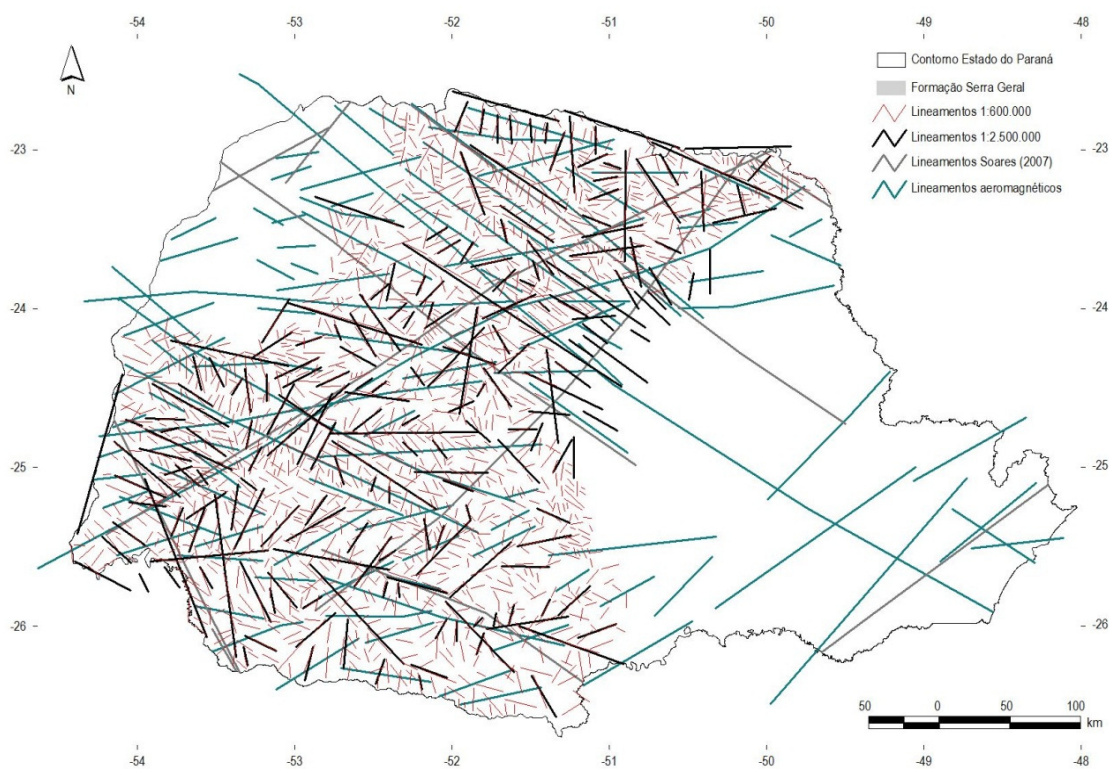 -54 -53 -52 -51 -50 -49 -48
N
Contorno Estado do Paraná
Formação Serra Geral
Lineamentos 1:600.000
Lineamentos 1:2.500.000
Lineamentos Soares (2007)
Lineamentos aeromagnéticos
-23 -23
-24 -24
-25 -25
-26 -26
50 0 50 100
km
-54 -53 -52 -51 -50 -49 -48